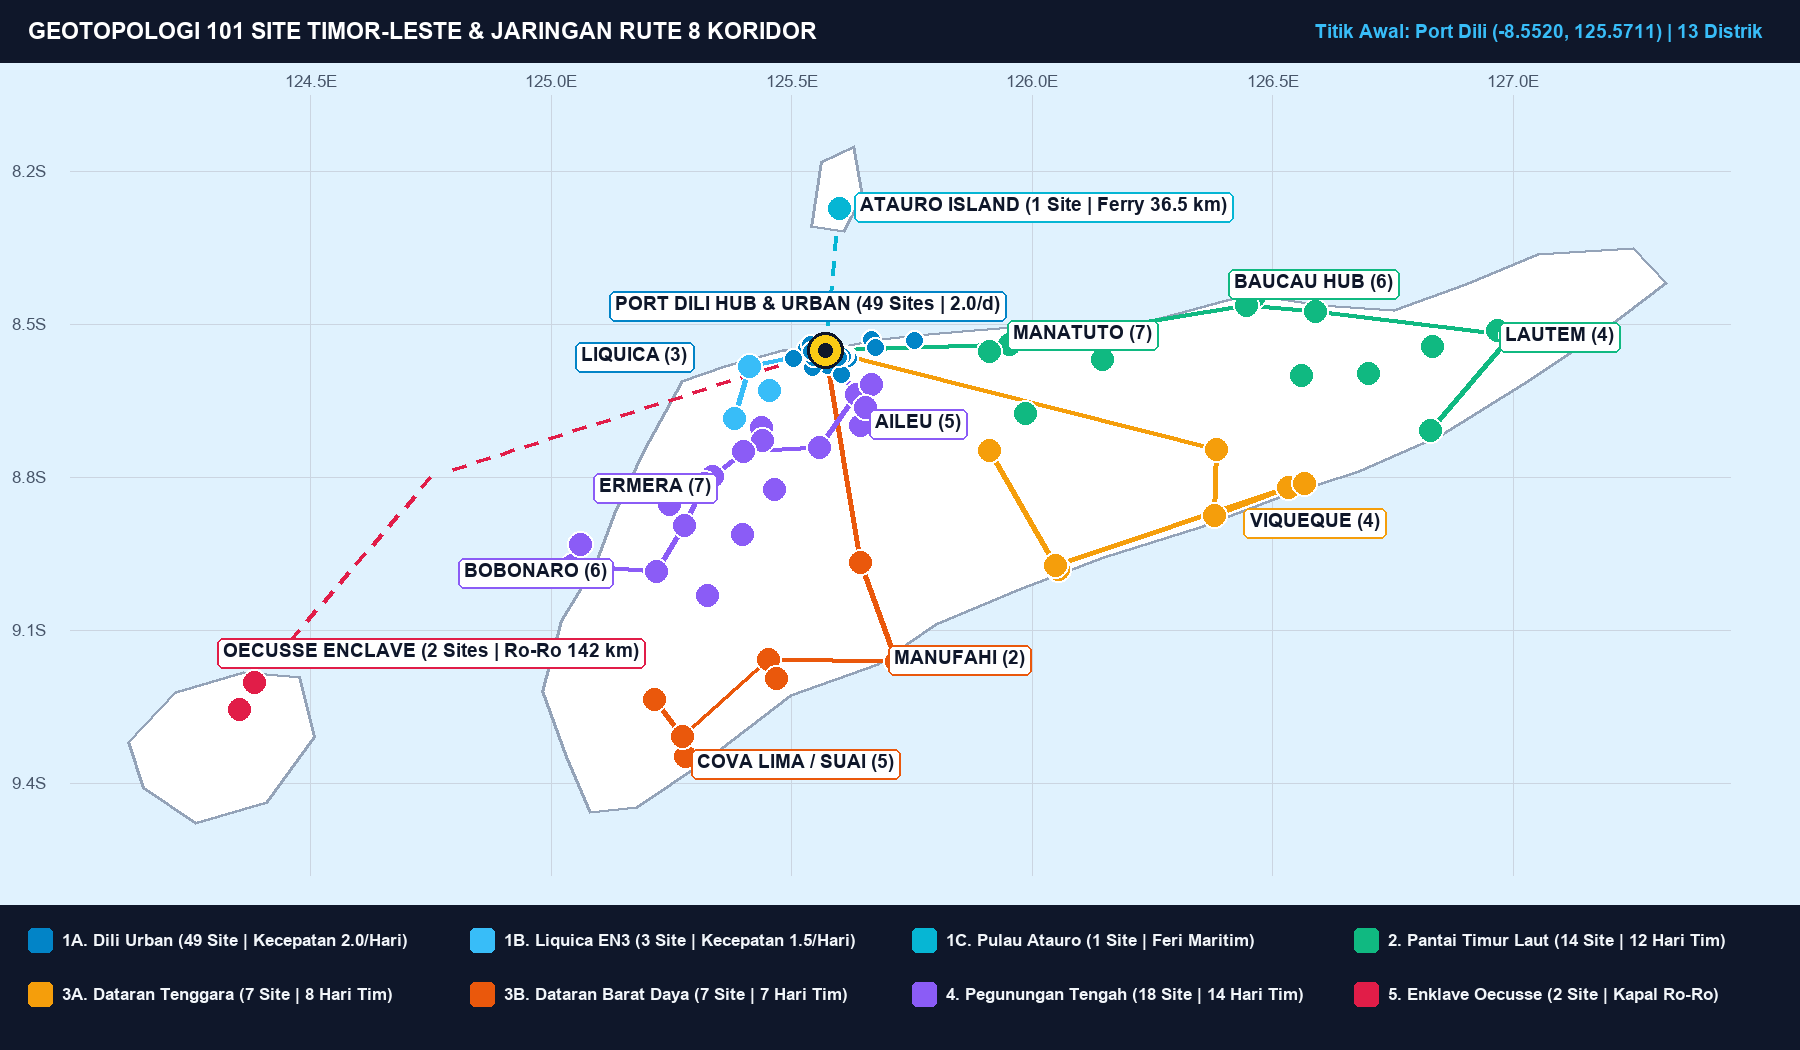 GEOTOPOLOGI 101 SITE TIMOR-LESTE & JARINGAN RUTE 8 KORIDOR
Titik Awal: Port Dili (-8.5520, 125.5711) | 13 Distrik
124.5E
125.0E
125.5E
126.0E
126.5E
127.0E
8.2S
ATAURO ISLAND (1 Site | Ferry 36.5 km)
BAUCAU HUB (6)
PORT DILI HUB & URBAN (49 Sites | 2.0/d)
8.5S
MANATUTO (7)
LAUTEM (4)
LIQUICA (3)
AILEU (5)
8.8S
ERMERA (7)
VIQUEQUE (4)
BOBONARO (6)
9.1S
OECUSSE ENCLAVE (2 Sites | Ro-Ro 142 km)
MANUFAHI (2)
COVA LIMA / SUAI (5)
9.4S
1A. Dili Urban (49 Site | Kecepatan 2.0/Hari)
1B. Liquica EN3 (3 Site | Kecepatan 1.5/Hari)
1C. Pulau Atauro (1 Site | Feri Maritim)
2. Pantai Timur Laut (14 Site | 12 Hari Tim)
3A. Dataran Tenggara (7 Site | 8 Hari Tim)
3B. Dataran Barat Daya (7 Site | 7 Hari Tim)
4. Pegunungan Tengah (18 Site | 14 Hari Tim)
5. Enklave Oecusse (2 Site | Kapal Ro-Ro)